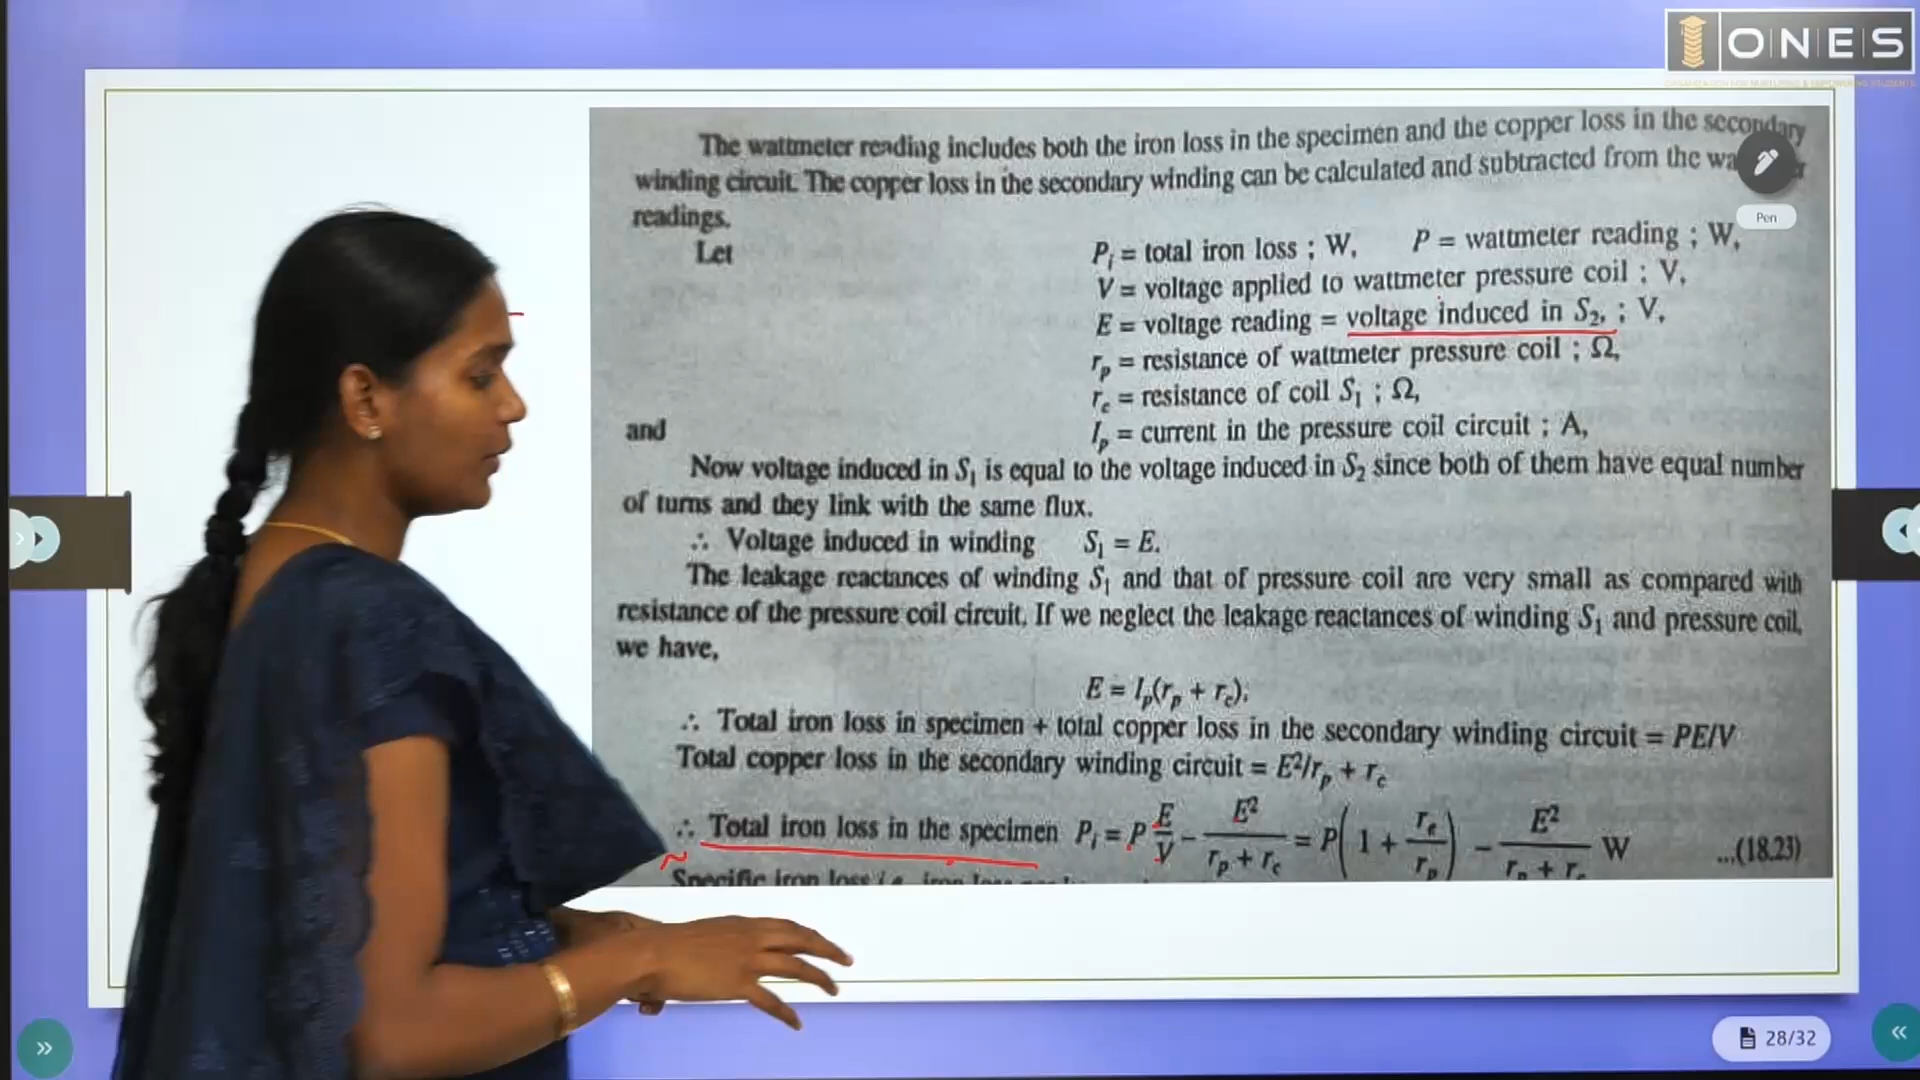 ONES
The wattmeter reading includes both the iron loss in the specimen and the copper loss in the secondary
winding circuit. The copper loss in the secondary winding can be calculated and subtracted from the
readings.
Pen
Let
P_i = total iron loss ; W, P = wattmeter reading ; W,
V = voltage applied to wattmeter pressure coil ; V,
E = voltage reading = voltage induced in S_2, ; V,
r_p = resistance of wattmeter pressure coil ; Ω,
r_c = resistance of coil S_1 ; Ω,
and I_p = current in the pressure coil circuit ; A,
Now voltage induced in S_1 is equal to the voltage induced in S_2 since both of them have equal number
of turns and they link with the same flux.
∴ Voltage induced in winding S_1 = E.
The leakage reactances of winding S_1 and that of pressure coil are very small as compared with
resistance of the pressure coil circuit. If we neglect the leakage reactances of winding S_1 and pressure coil,
we have,
E = I_p(r_p + r_c).
∴ Total iron loss in specimen + total copper loss in the secondary winding circuit = PE/V
Total copper loss in the secondary winding circuit = E²/r_p + r_c
∴ Total iron loss in the specimen P_i = P E/V - E²/(r_p + r_c) = P(1 + r_c/r_p) - E²/(r_p + r_c) W ...(18.23)
Specific iron loss i.e. iron loss
28/32